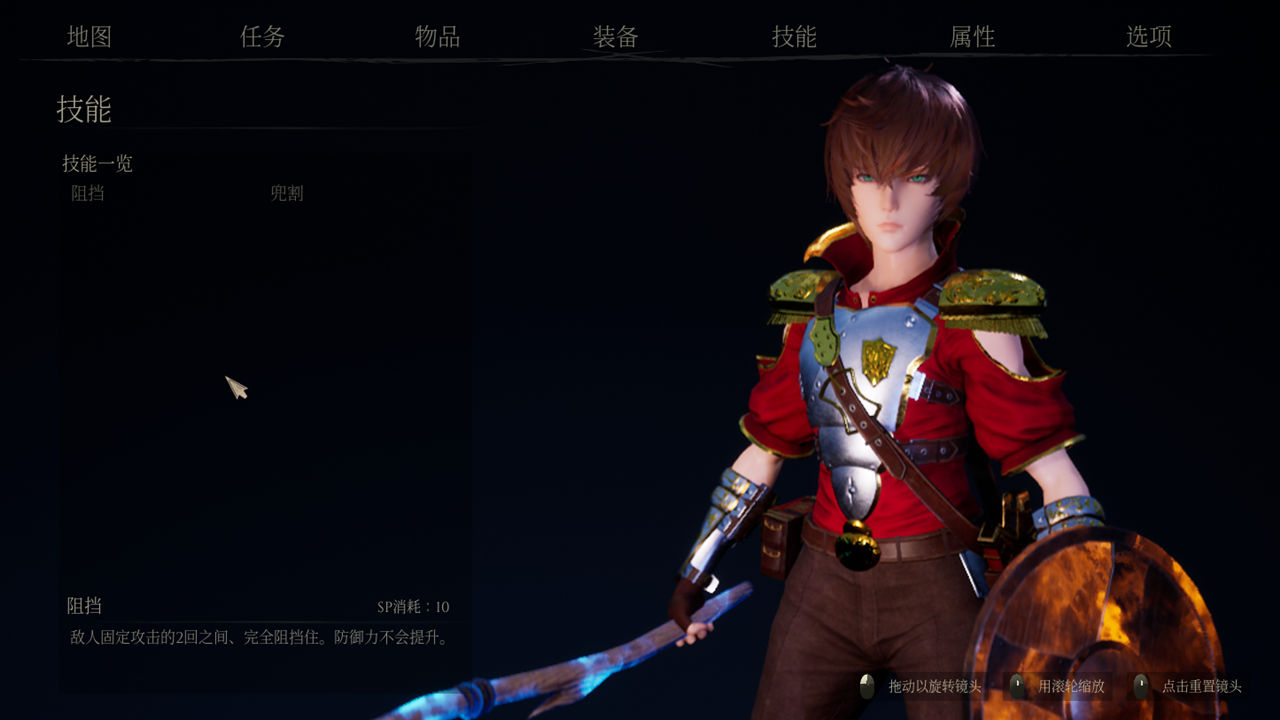 地图 任务 物品 装备 技能 属性 选项
技能
技能一览
阻挡 兜割
阻挡 SP消耗：10
敌人固定攻击的2回之间、完全阻挡住。防御力不会提升。
拖动以旋转镜头 用滚轮缩放 点击重置镜头